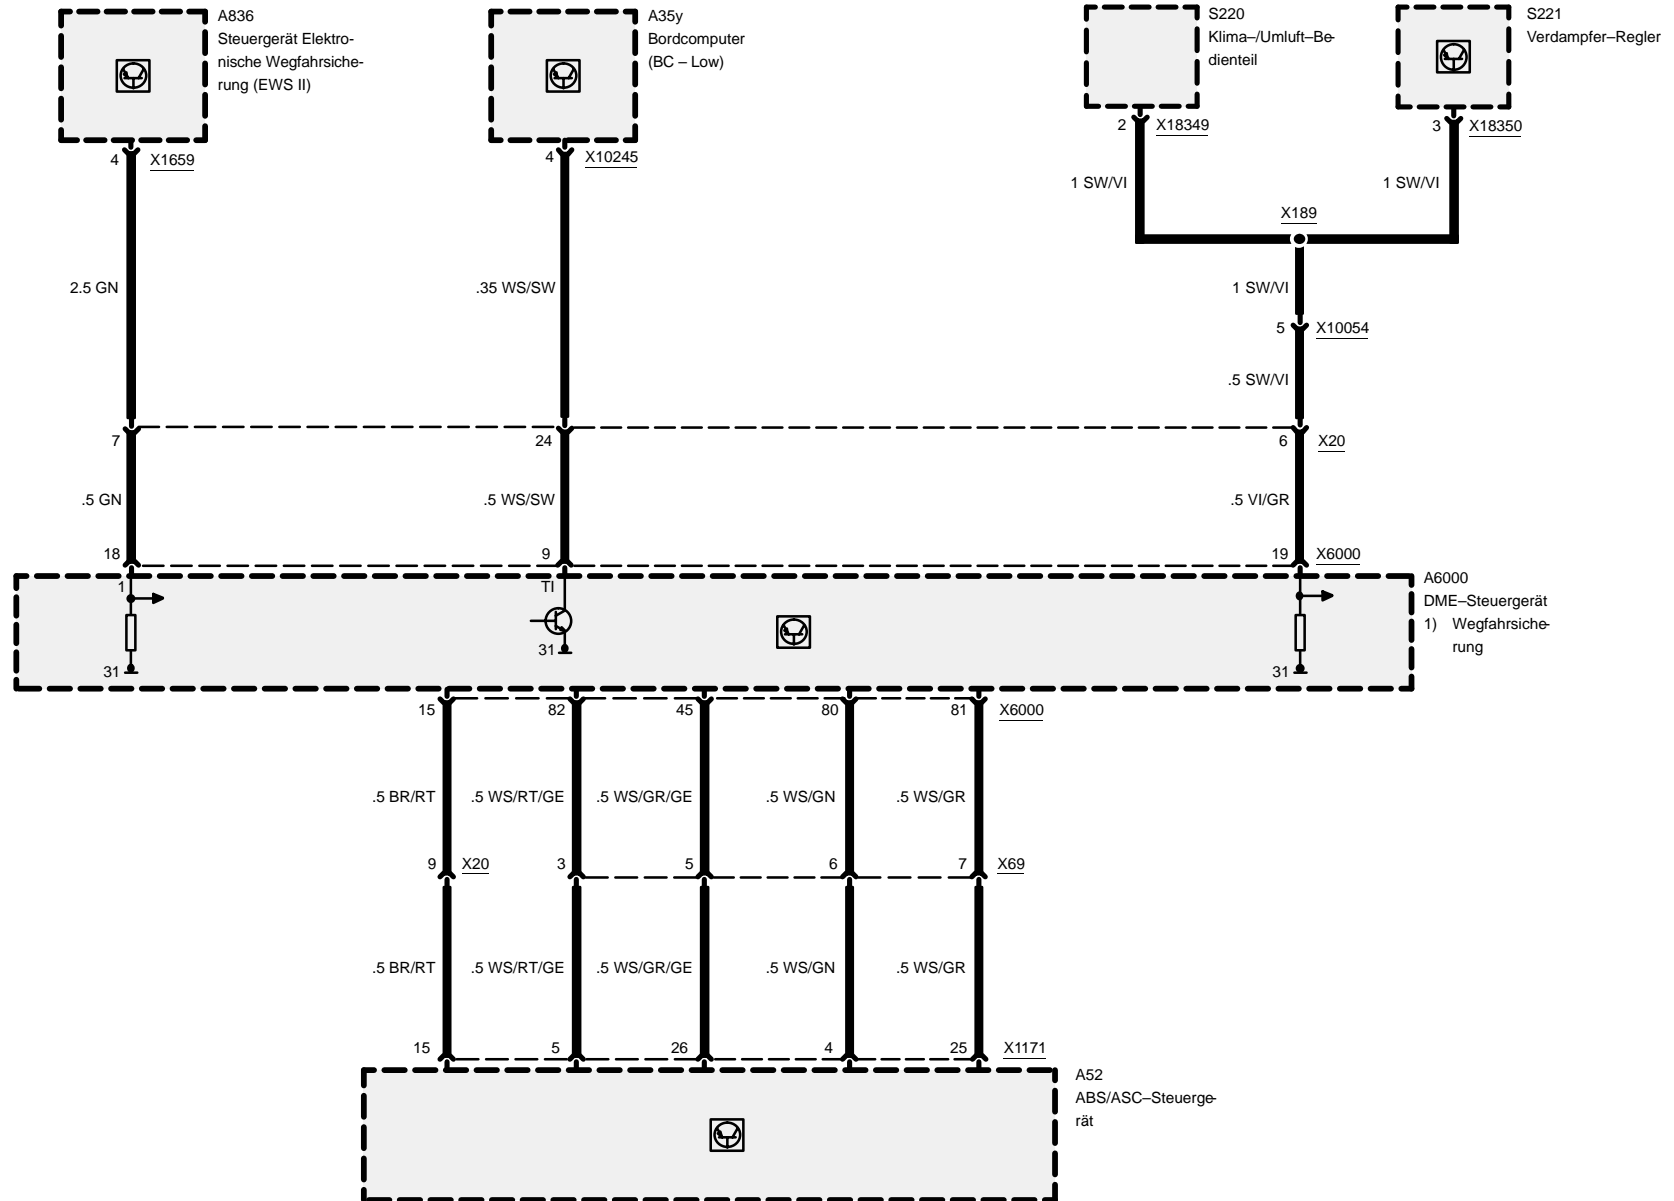 A836
Steuergerät Elektro-
nische Wegfahrsiche-
rung (EWS II)
A35y
Bordcomputer
(BC – Low)
S220
Klima–/Umluft–Be-
dienteil
S221
Verdampfer–Regler
4 X1659
4 X10245
2 X18349
3 X18350
1 SW/VI
1 SW/VI
X189
2.5 GN
.35 WS/SW
1 SW/VI
5 X10054
.5 SW/VI
7
24
6 X20
.5 GN
.5 WS/SW
.5 VI/GR
18
9
19 X6000
1
TI
31
31
31
A6000
DME–Steuergerät
1) Wegfahrsiche-
rung
15
82
45
80
81 X6000
.5 BR/RT
.5 WS/RT/GE
.5 WS/GR/GE
.5 WS/GN
.5 WS/GR
9 X20
3
5
6
7 X69
.5 BR/RT
.5 WS/RT/GE
.5 WS/GR/GE
.5 WS/GN
.5 WS/GR
15
5
26
4
25 X1171
A52
ABS/ASC–Steuerge-
rät